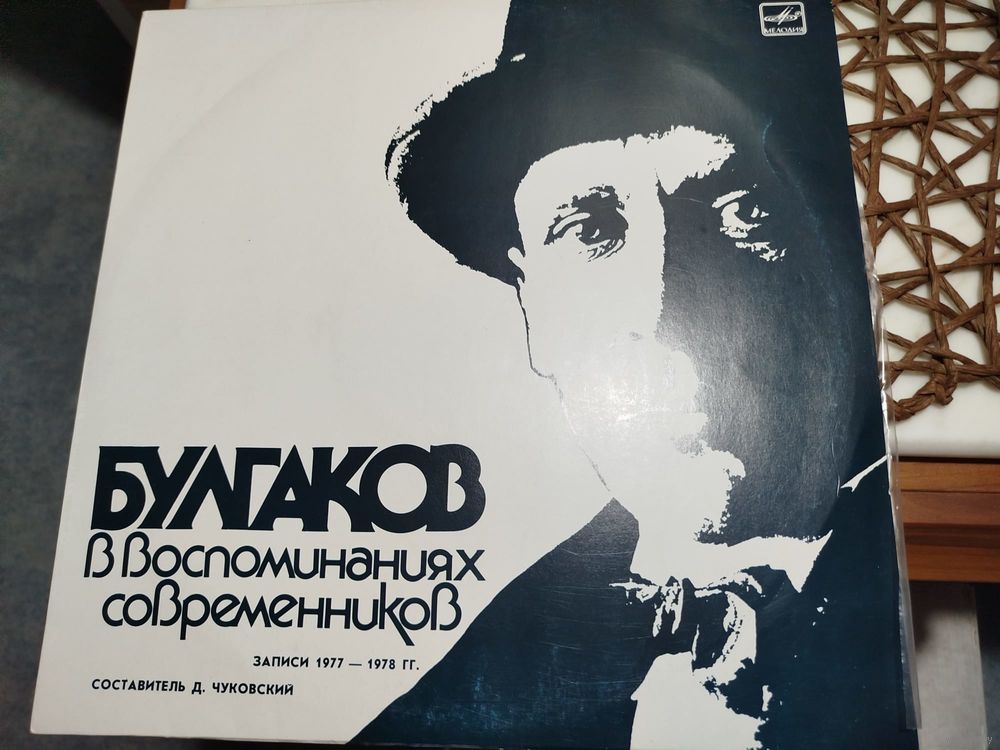 МЕЛОДИЯ
БУЛГАКОВ
в воспоминаниях
современников
ЗАПИСИ 1977 — 1978 ГГ.
СОСТАВИТЕЛЬ Д. ЧУКОВСКИЙ